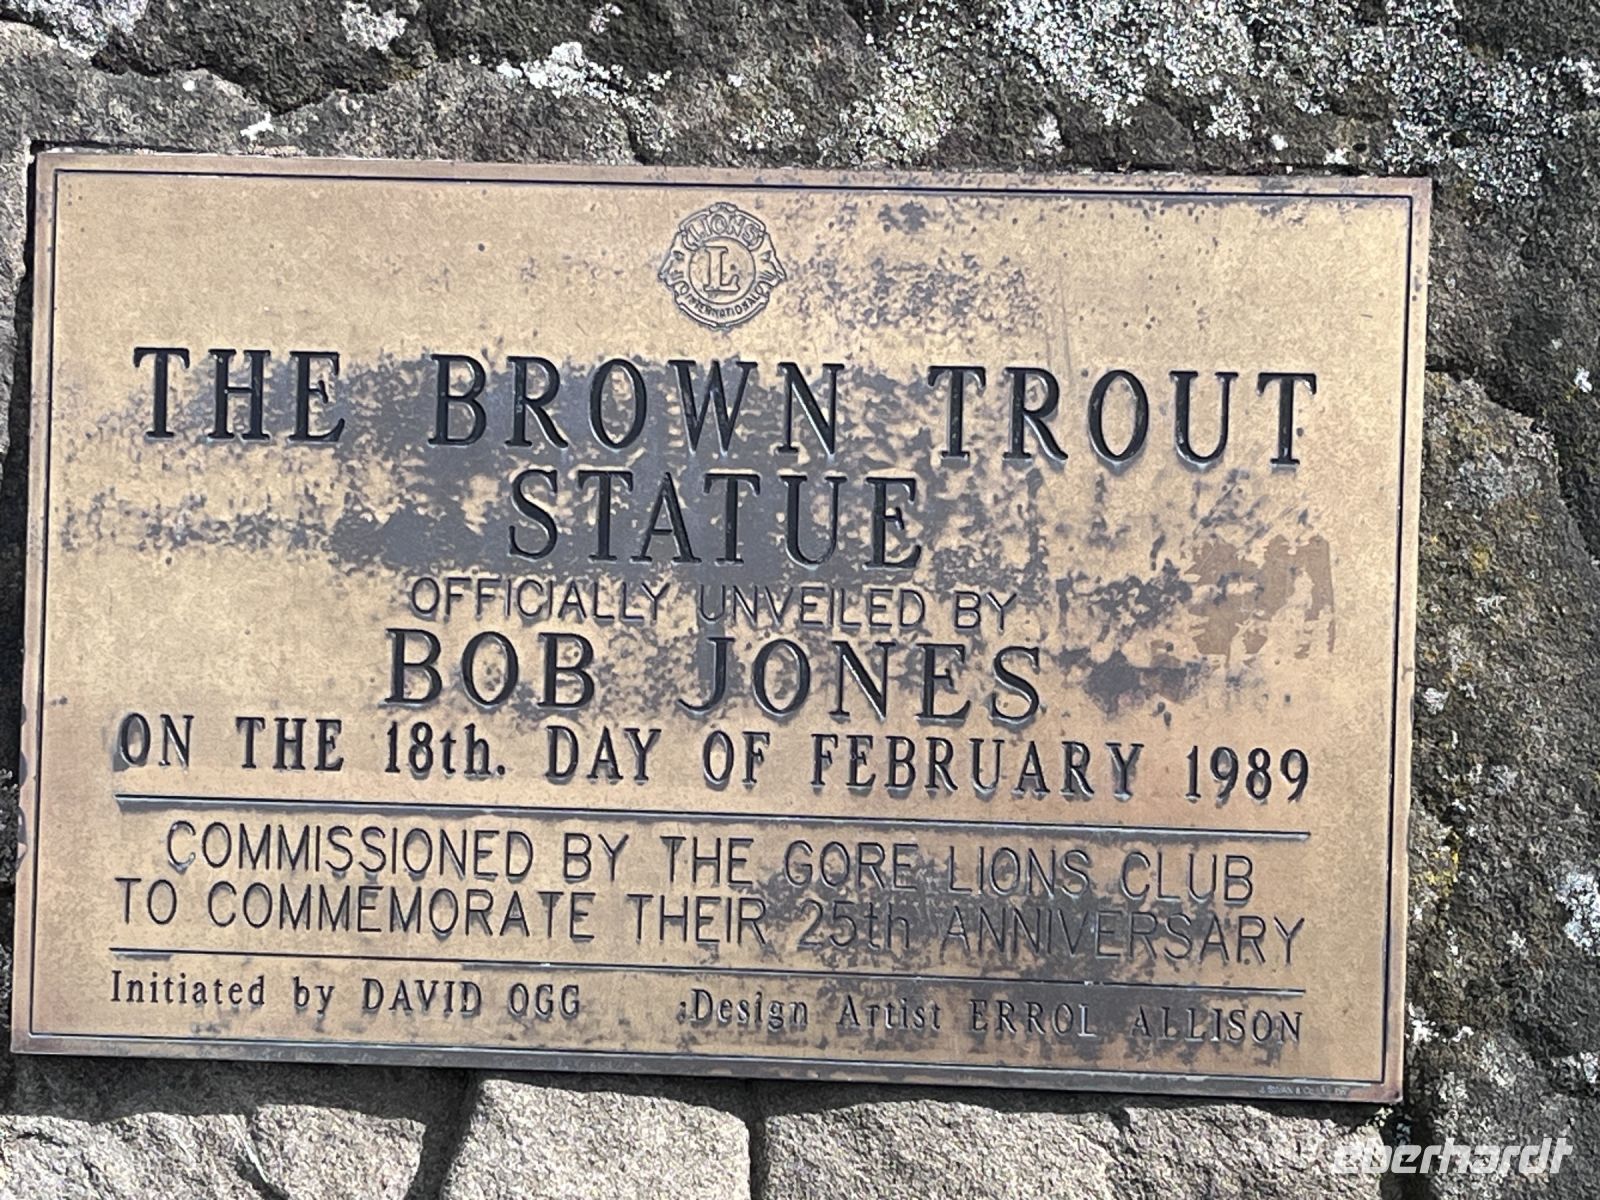 LIONS
L
INTERNATIONAL
THE BROWN TROUT
STATUE
OFFICIALLY UNVEILED BY
BOB JONES
ON THE 18th. DAY OF FEBRUARY 1989
COMMISSIONED BY THE GORE LIONS CLUB
TO COMMEMORATE THEIR 25th ANNIVERSARY
Initiated by DAVID OGG ;Design Artist ERROL ALLISON
eberhardt